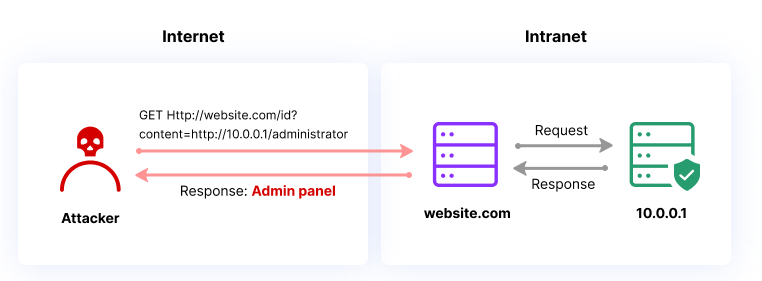 Internet
Intranet
GET Http://website.com/id?
content=http://10.0.0.1/administrator
Response: Admin panel
Attacker
Request
Response
website.com
10.0.0.1